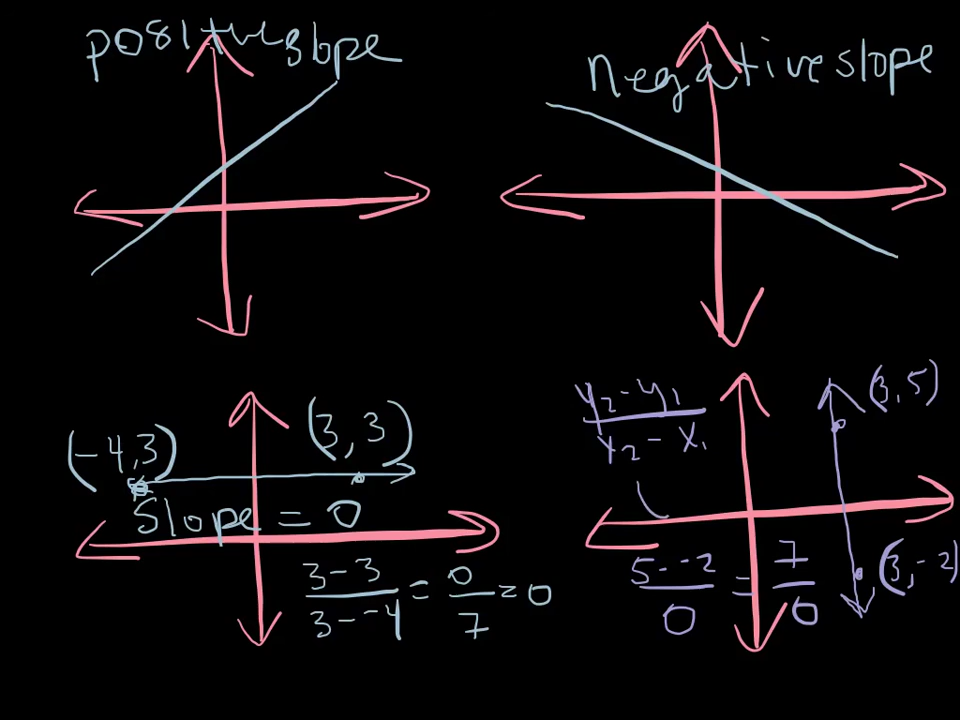 positive slope
negative slope
(-4,3)
(3,3)
Slope = 0
3-3/3--4 = 0/7 = 0
y2-y1/x2-x1
(3,5)
(3,-2)
5--2/0 = 7/0